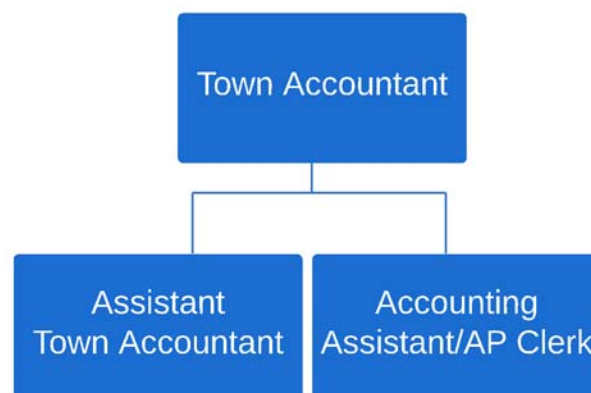 Town Accountant
Assistant
Town Accountant
Accounting
Assistant/AP Clerk